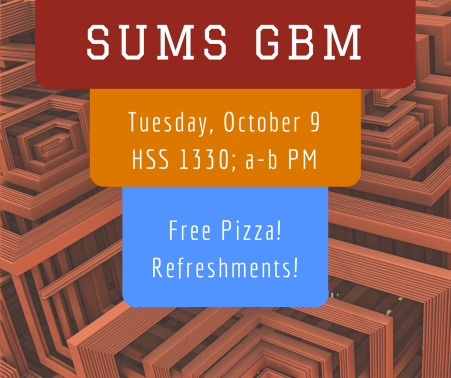 SUMS GBM
Tuesday, October 9
HSS 1330; a-b PM
Free Pizza!
Refreshments!